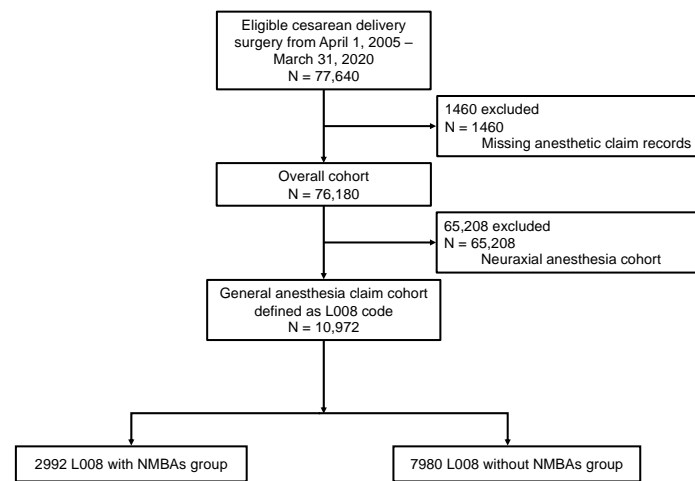 Eligible cesarean delivery
surgery from April 1, 2005 –
March 31, 2020
N = 77,640
1460 excluded
N = 1460
Missing anesthetic claim records
Overall cohort
N = 76,180
65,208 excluded
N = 65,208
Neuraxial anesthesia cohort
General anesthesia claim cohort
defined as L008 code
N = 10,972
2992 L008 with NMBAs group
7980 L008 without NMBAs group